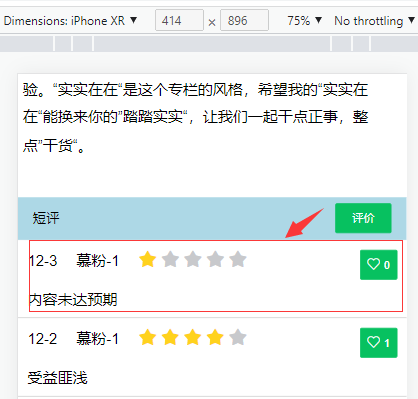 Dimensions: iPhone XR ▼ 414 × 896 75% ▼ No throttling ▼
验。“实实在在“是这个专栏的风格，希望我的“实实在
在“能换来你的”踏踏实实“，让我们一起干点正事，整
点”干货“。
短评 评价
12-3 慕粉-1 0
内容未达预期
12-2 慕粉-1 1
受益匪浅